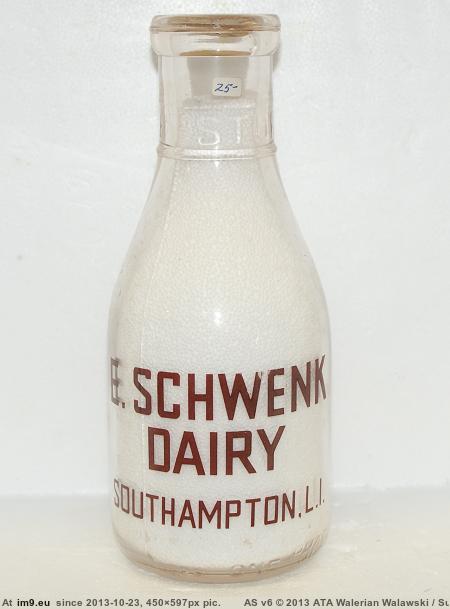 25-
ST
E. SCHWENK
DAIRY
SOUTHAMPTON, L.I.
At im9.eu since 2013-10-23, 450×597px pic. AS v6 © 2013 ATA Walerian Walawski / Su